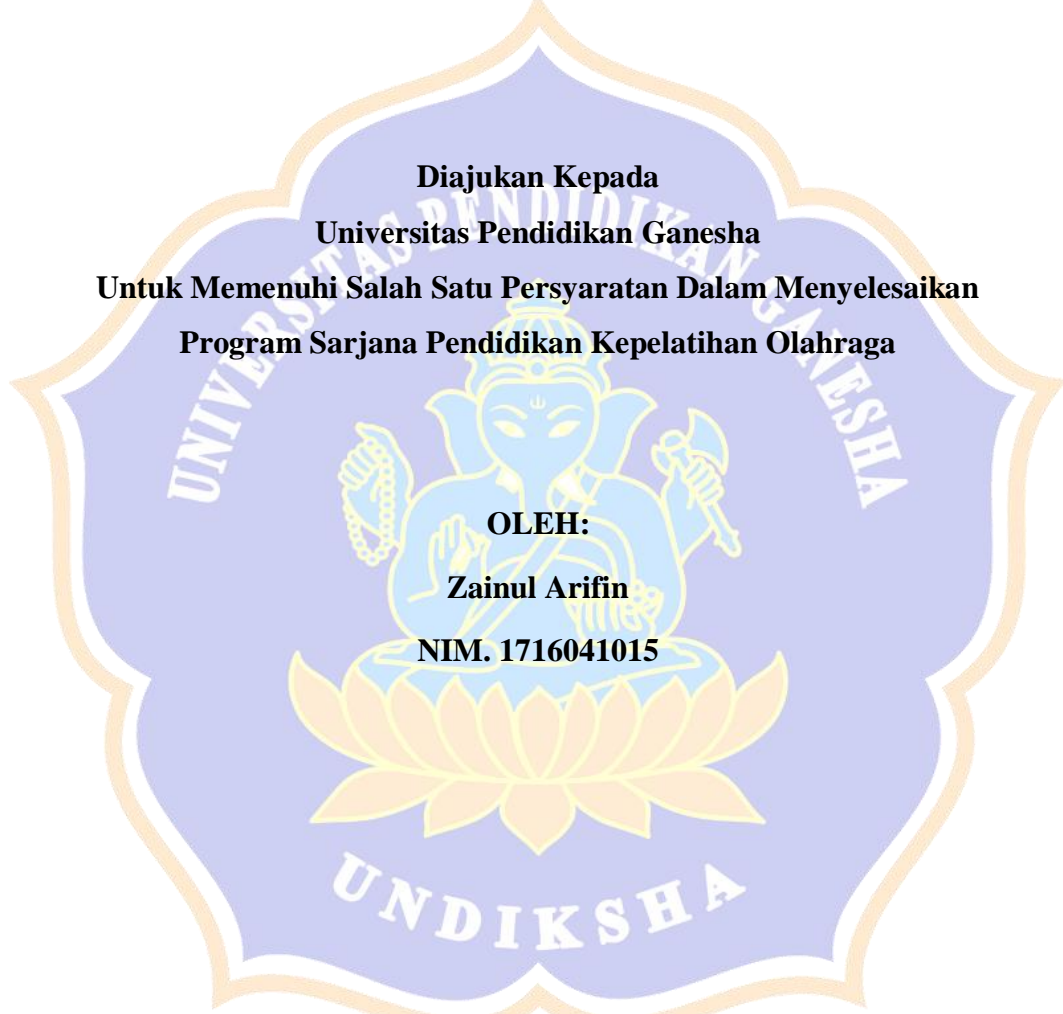 Diajukan Kepada
Universitas Pendidikan Ganesha
Untuk Memenuhi Salah Satu Persyaratan Dalam Menyelesaikan
Program Sarjana Pendidikan Kepelatihan Olahraga
UNIVERSITAS PENDIDIKAN GANESHA
OLEH:
Zainul Arifin
NIM. 1716041015
UNDIKSHA